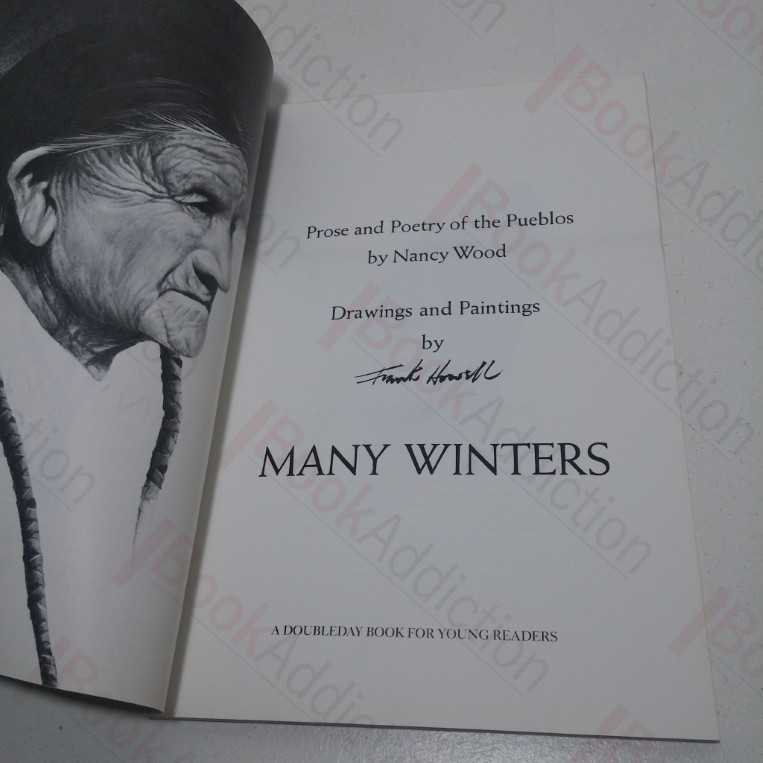 Prose and Poetry of the Pueblos
by Nancy Wood
Drawings and Paintings
by
Frank Howell
MANY WINTERS
A DOUBLEDAY BOOK FOR YOUNG READERS
BookAddiction